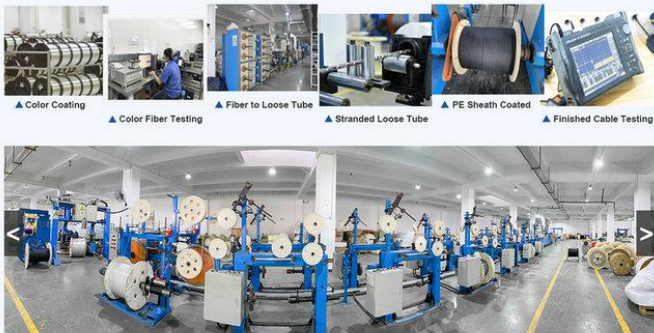 Color Coating
Color Fiber Testing
Fiber to Loose Tube
Stranded Loose Tube
PE Sheath Coated
Finished Cable Testing